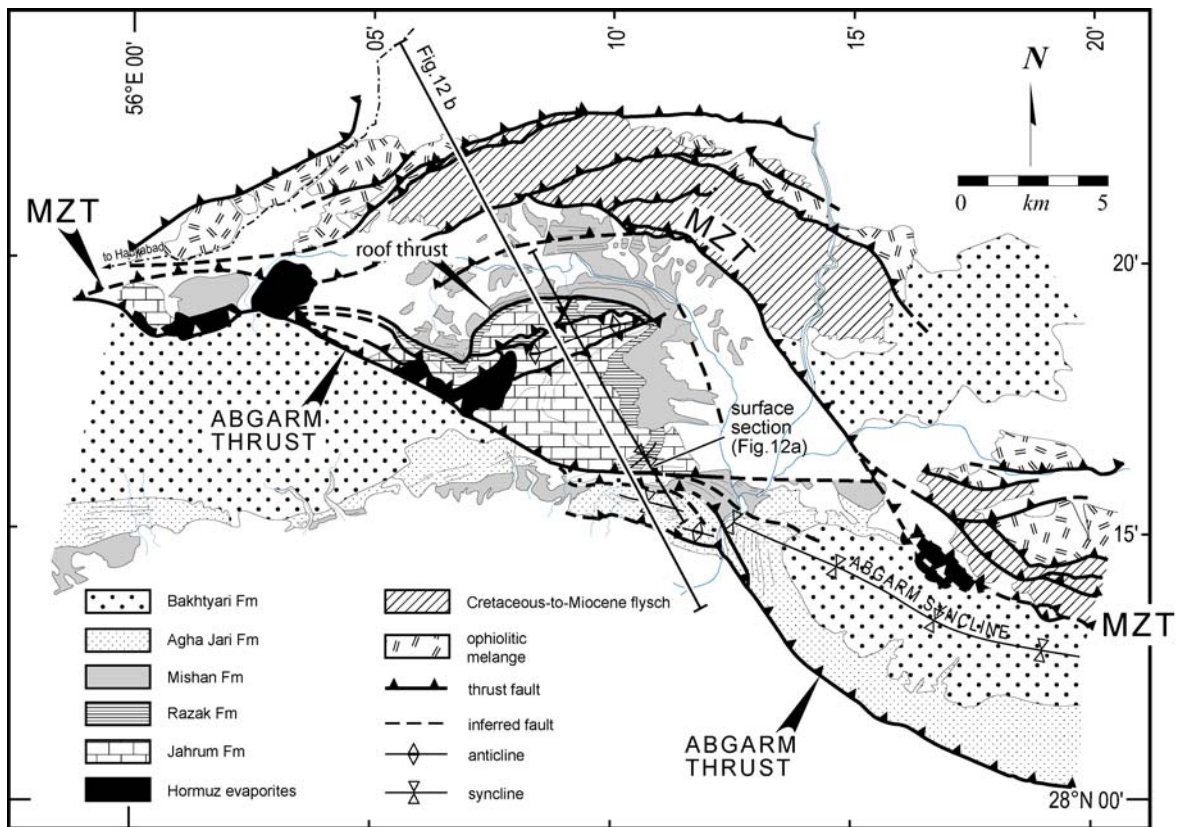 56°E 00'
05'
10'
15'
20'
Fig. 12 b
N
0 km 5
MZT
to Hajiabad
roof thrust
MZT
20'
ABGARM
THRUST
surface
section
(Fig. 12a)
15'
ABGARM SYNCLINE
MZT
ABGARM
THRUST
28°N 00'
Bakhtyari Fm
Agha Jari Fm
Mishan Fm
Razak Fm
Jahrum Fm
Hormuz evaporites
Cretaceous-to-Miocene flysch
ophiolitic
melange
thrust fault
inferred fault
anticline
syncline